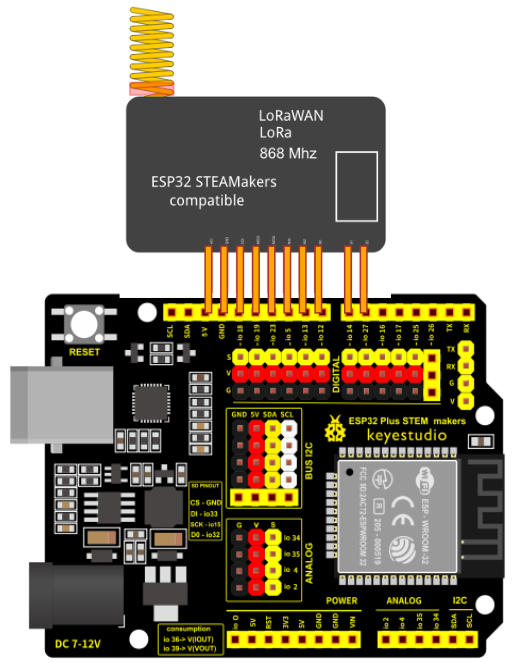 LoRaWAN
LoRa
868 Mhz
ESP32 STEAMakers
compatible
SCL
SDA
5V
GND
~io 18
~io 19
~io 23
~io 5
~io 13
~io 12
~io 14
~io 27
~io 16
~io 17
~io 25
~io 26
TX
RX
RESET
S
V
G
DIGITAL
TX
RX
G
V
ESP32 Plus STEM makers
keyestudio
GND 5V SDA SCL
BUS I2C
SD PINOUT
CS - GND
DI - io33
SCK - io15
D0 - io32
WiFi
ESP - WROOM-32
CE
R 205 - 000519
FCC ID:2AC7Z-ESPWROOM 32
G V S
io 34
io 35
io 4
io 2
ANALOG
consumption
io 36-> V(IOUT)
io 39-> V(VOUT)
DC 7-12V
POWER
io 0
5V
RST
3V3
5V
GND
GND
VIN
ANALOG
I2C
io 2
io 4
io 35
io 34
SDA
SCL